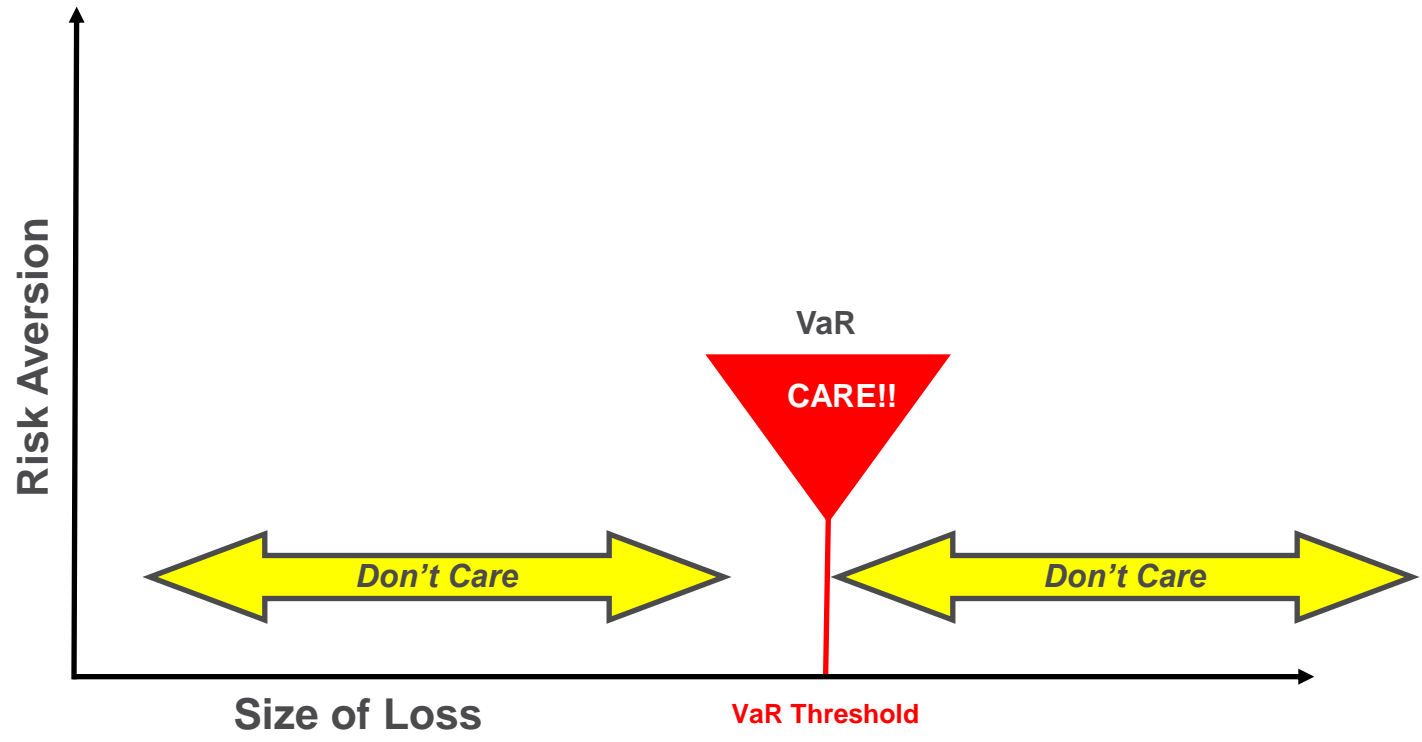 Risk Aversion
VaR
CARE!!
Don’t Care
Don’t Care
Size of Loss
VaR Threshold